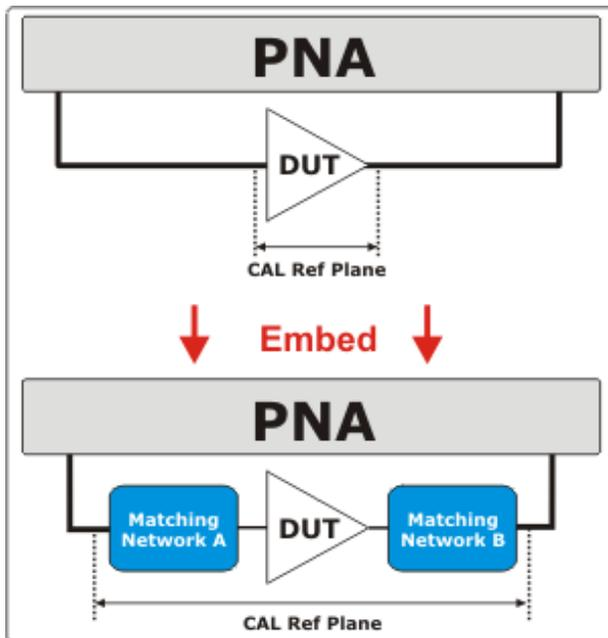 PNA
DUT
CAL Ref Plane
Embed
PNA
Matching
Network A
DUT
Matching
Network B
CAL Ref Plane